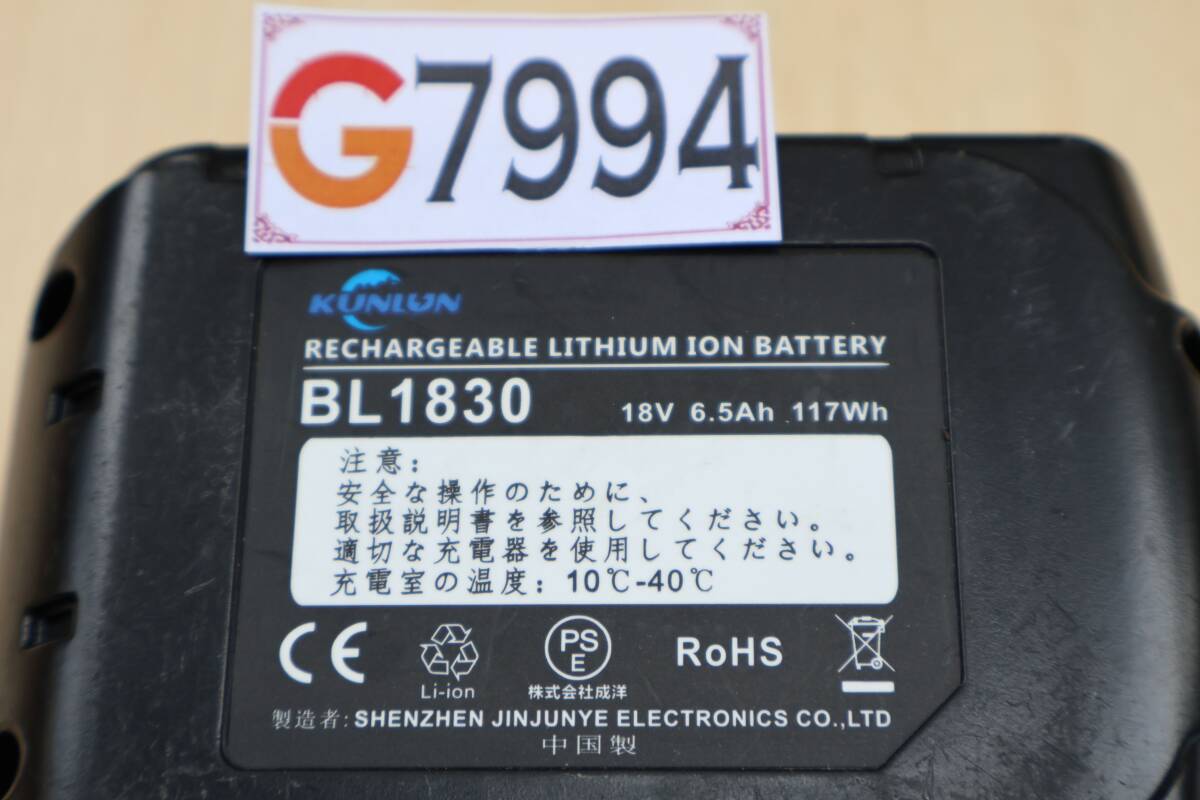 G7994
KUNLUN
RECHARGEABLE LITHIUM ION BATTERY
BL1830 18V 6.5Ah 117Wh
注意:
安全な操作のために、
取扱説明書を参照してください。
適切な充電器を使用してください。
充電室の温度: 10℃-40℃
CE Li-ion PSE 株式会社成洋 RoHS
製造者: SHENZHEN JINJUNYE ELECTRONICS CO.,LTD
中国製